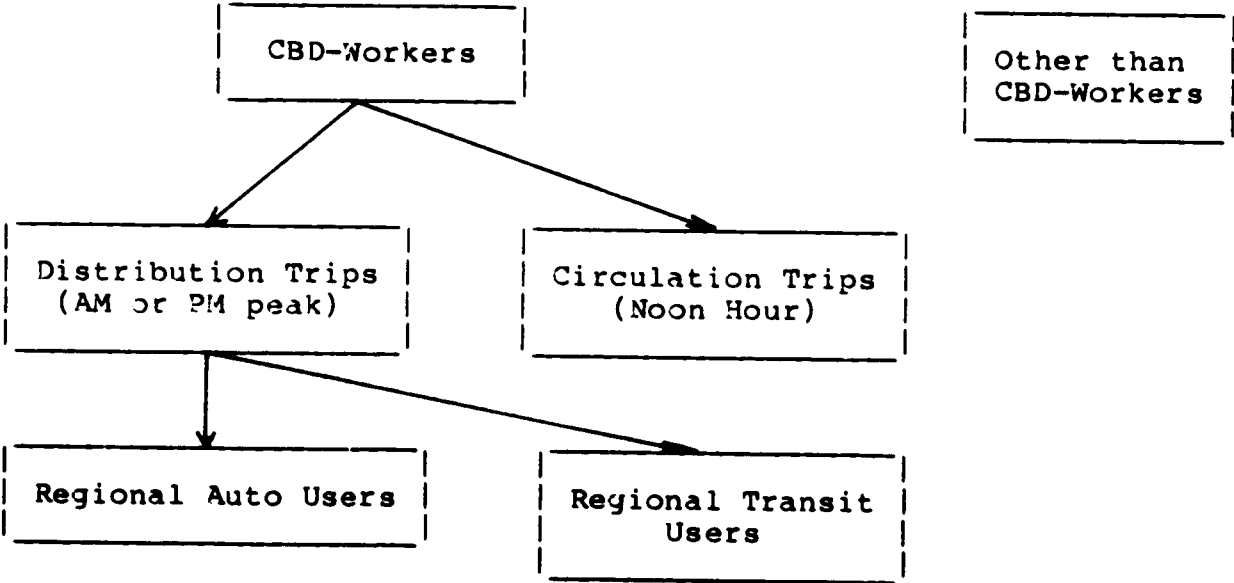 CBD-Workers
Other than
CBD-Workers
Distribution Trips
(AM or PM peak)
Circulation Trips
(Noon Hour)
Regional Auto Users
Regional Transit
Users